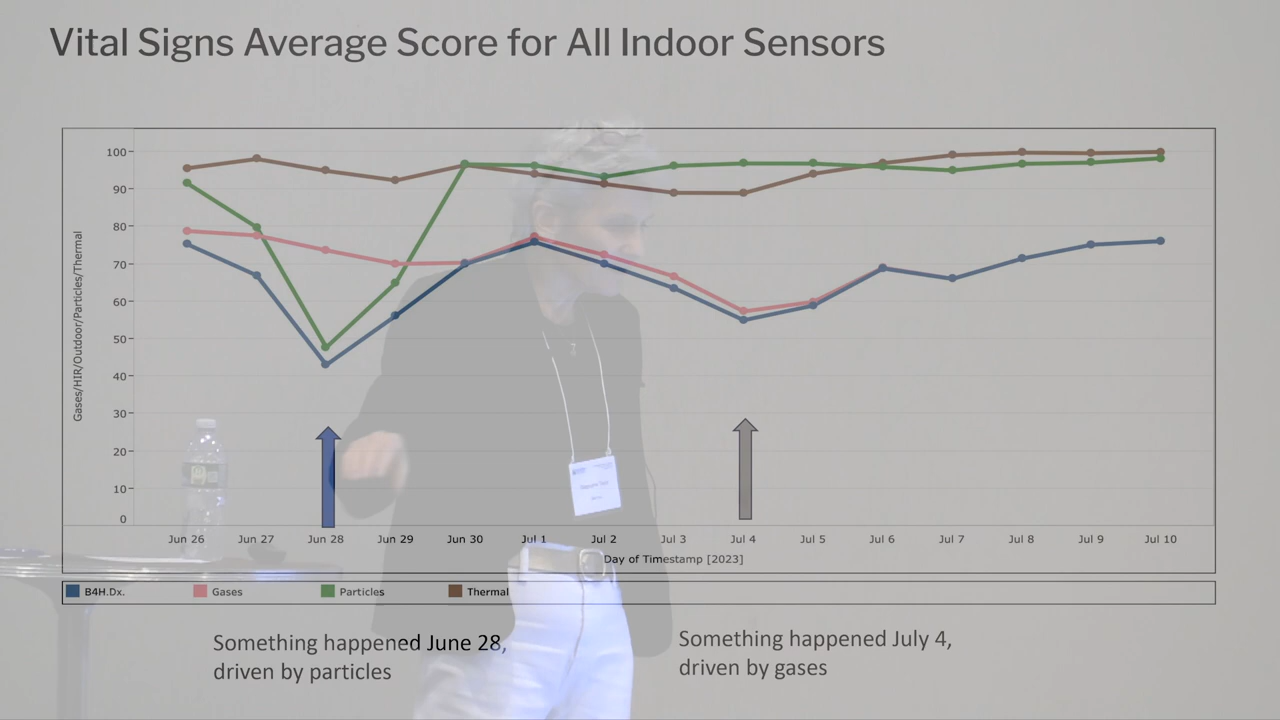 Vital Signs Average Score for All Indoor Sensors
Gases/HIR/Outdoor/Particles/Thermal
100
90
80
70
60
50
40
30
20
10
0
Jun 26 Jun 27 Jun 28 Jun 29 Jun 30 Jul 1 Jul 2 Jul 3 Jul 4 Jul 5 Jul 6 Jul 7 Jul 8 Jul 9 Jul 10
Day of Timestamp [2023]
B4H.Dx. Gases Particles Thermal
Something happened June 28,
driven by particles
Something happened July 4,
driven by gases